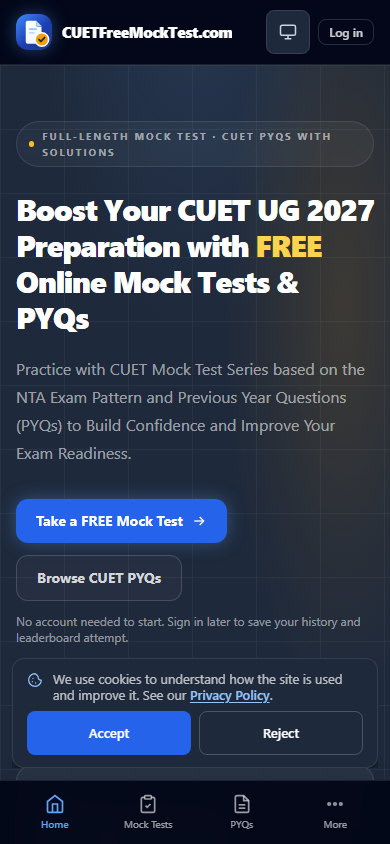 CUETFreeMockTest.com
Log in
FULL-LENGTH MOCK TEST · CUET PYQS WITH
SOLUTIONS
Boost Your CUET UG 2027
Preparation with FREE
Online Mock Tests &
PYQs
Practice with CUET Mock Test Series based on the
NTA Exam Pattern and Previous Year Questions
(PYQs) to Build Confidence and Improve Your
Exam Readiness.
Take a FREE Mock Test →
Browse CUET PYQs
No account needed to start. Sign in later to save your history and
leaderboard attempt.
We use cookies to understand how the site is used
and improve it. See our Privacy Policy.
Accept
Reject
Home
Mock Tests
PYQs
More